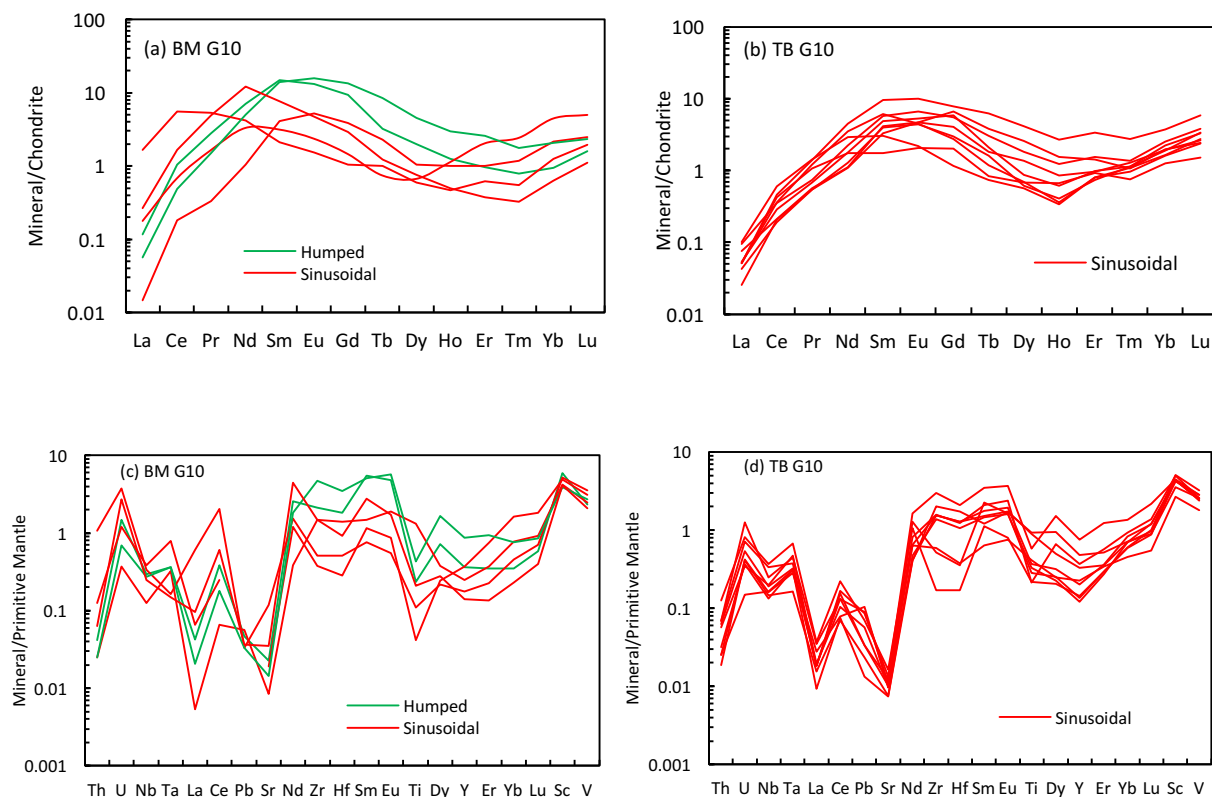 (a) BM G10
Mineral/Chondrite
100
10
1
0.1
0.01
Humped
Sinusoidal
La Ce Pr Nd Sm Eu Gd Tb Dy Ho Er Tm Yb Lu
(b) TB G10
Mineral/Chondrite
100
10
1
0.1
0.01
Sinusoidal
La Ce Pr Nd Sm Eu Gd Tb Dy Ho Er Tm Yb Lu
(c) BM G10
Mineral/Primitive Mantle
10
1
0.1
0.01
0.001
Humped
Sinusoidal
Th U Nb Ta La Ce Pb Sr Nd Zr Hf Sm Eu Ti Dy Y Er Yb Lu Sc V
(d) TB G10
Mineral/Primitive Mantle
10
1
0.1
0.01
0.001
Sinusoidal
Th U Nb Ta La Ce Pb Sr Nd Zr Hf Sm Eu Ti Dy Y Er Yb Lu Sc V